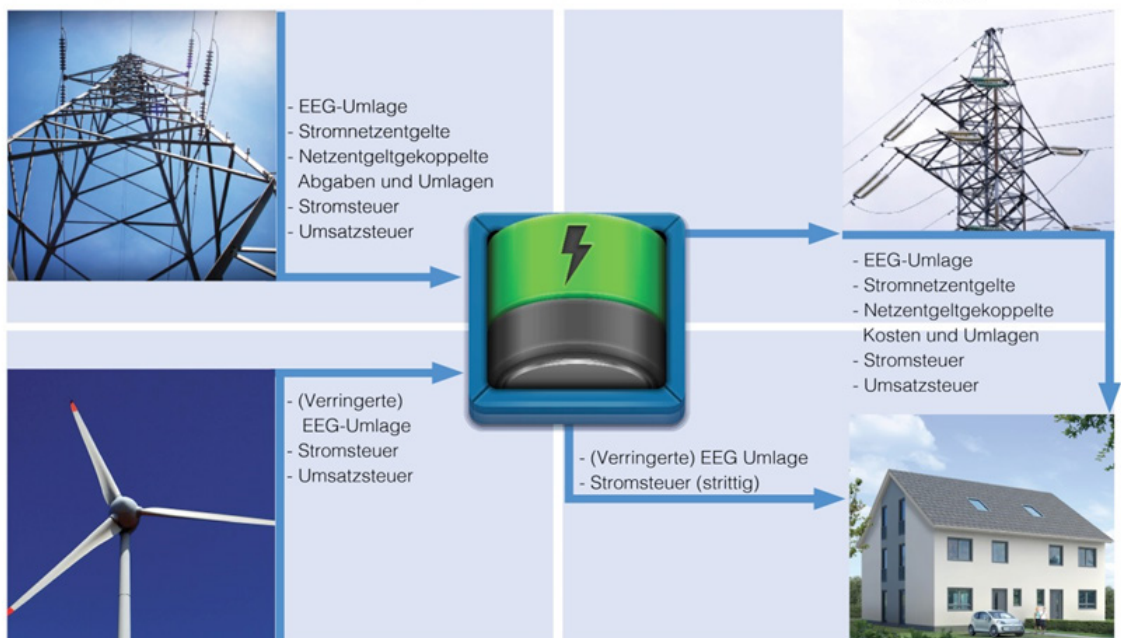 - EEG-Umlage
- Stromnetzentgelte
- Netzentgeltgekoppelte
Abgaben und Umlagen
- Stromsteuer
- Umsatzsteuer
- EEG-Umlage
- Stromnetzentgelte
- Netzentgeltgekoppelte
Kosten und Umlagen
- Stromsteuer
- Umsatzsteuer
- (Verringerte)
EEG-Umlage
- Stromsteuer
- Umsatzsteuer
- (Verringerte) EEG Umlage
- Stromsteuer (strittig)